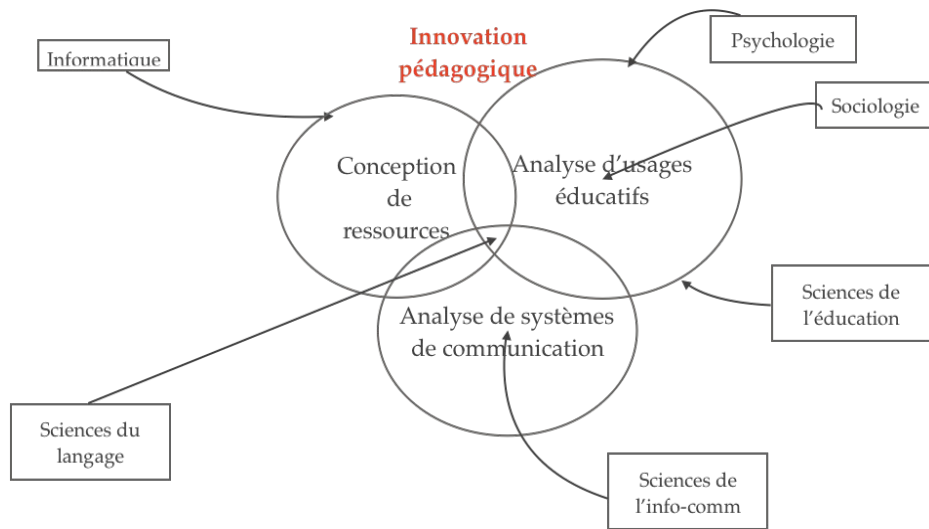 Innovation
pédagogique
Psychologie
Informatique
Sociologie
Conception
de
ressources
Analyse d'usages
éducatifs
Sciences de
l'éducation
Analyse de systèmes
de communication
Sciences du
langage
Sciences de
l'info-comm